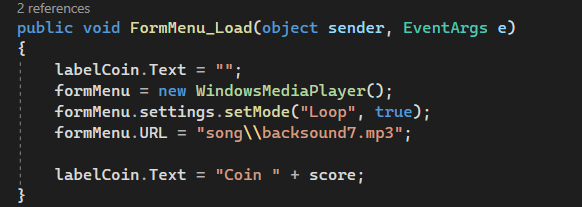 2 references
public void FormMenu_Load(object sender, EventArgs e)
{
labelCoin.Text = "";
formMenu = new WindowsMediaPlayer();
formMenu.settings.setMode("Loop", true);
formMenu.URL = "song\\backsound7.mp3";
labelCoin.Text = "Coin " + score;
}